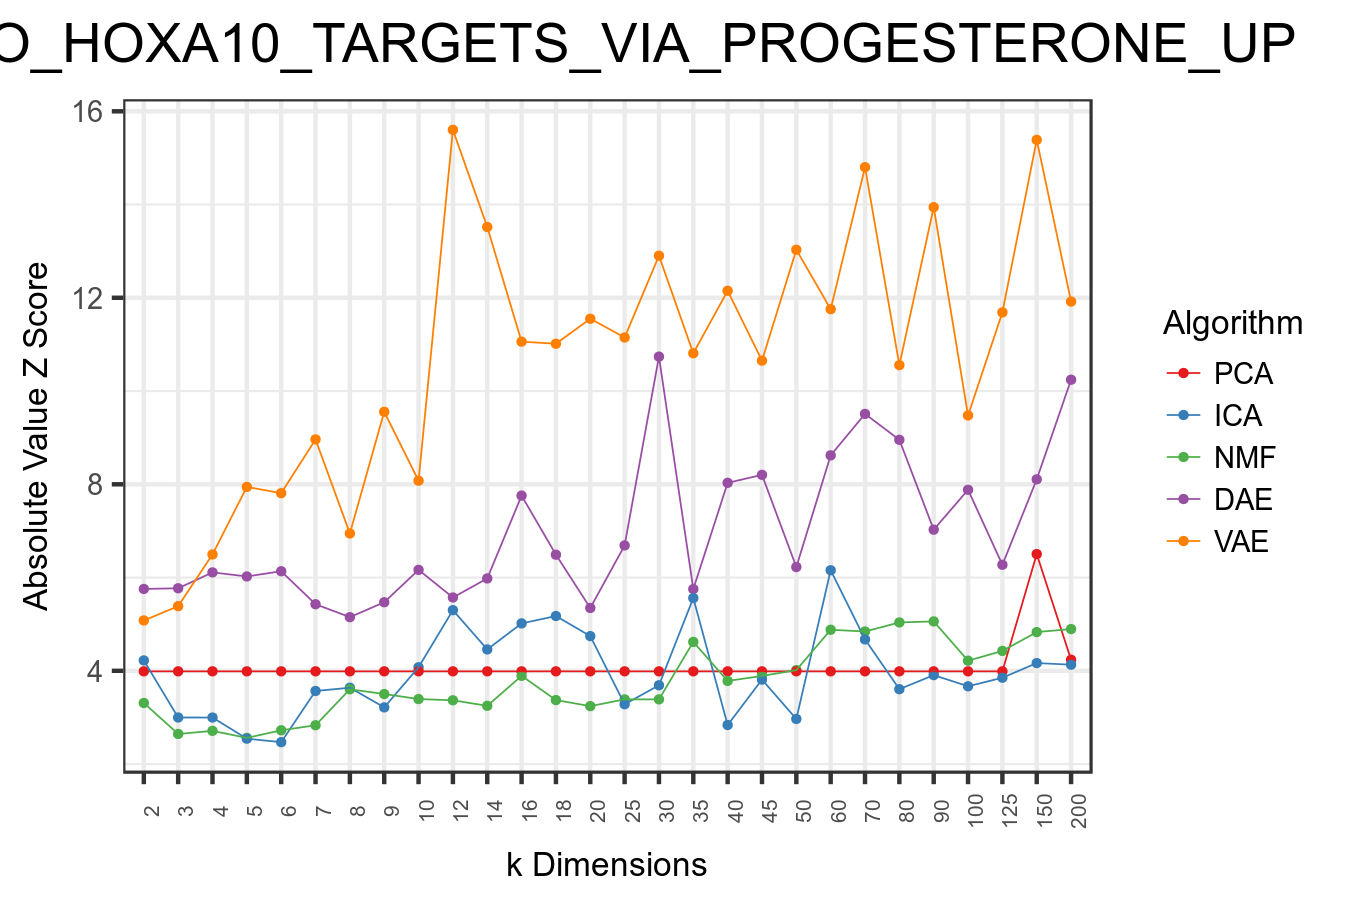 O_HOXA10_TARGETS_VIA_PROGESTERONE_UP
16
12
8
4
Absolute Value Z Score
2 3 4 5 6 7 8 9 10 12 14 16 18 20 25 30 35 40 45 50 60 70 80 90 100 125 150 200
k Dimensions
Algorithm
PCA
ICA
NMF
DAE
VAE